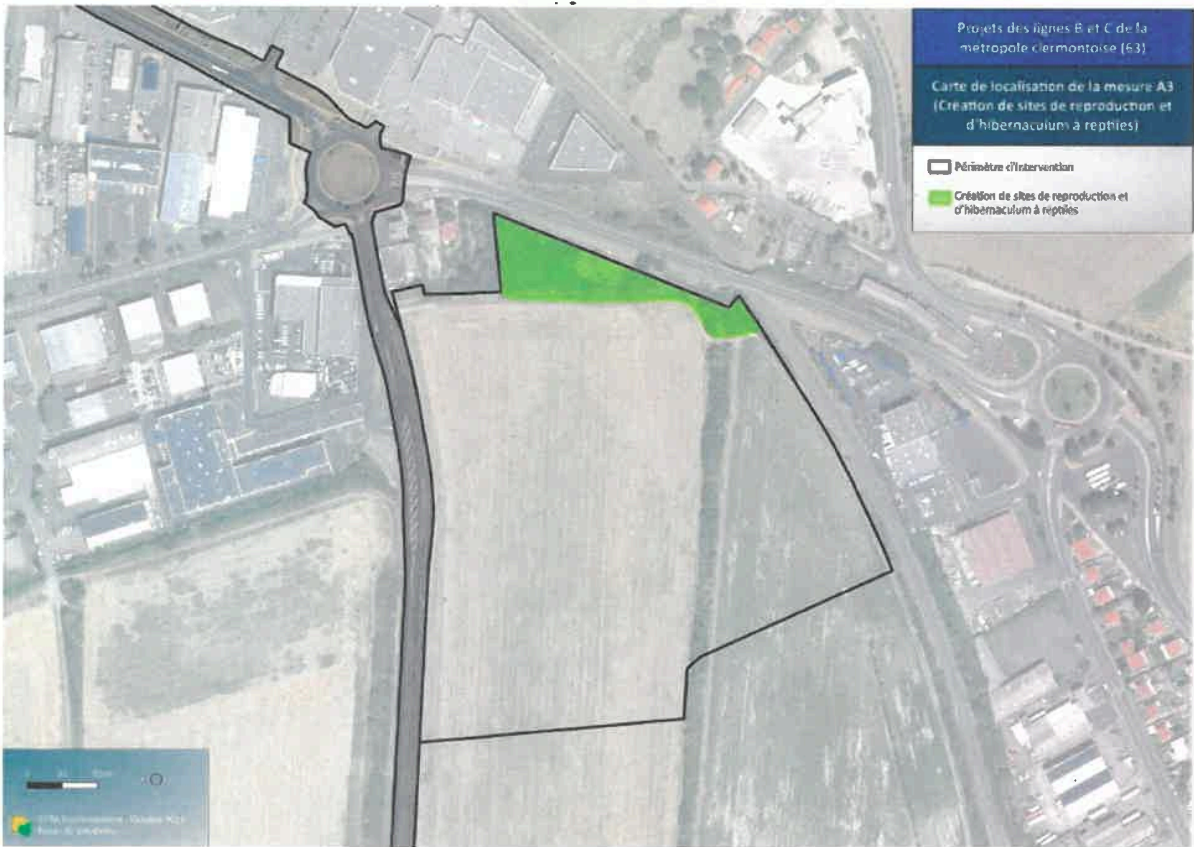 Projets des lignes B et C de la
métropole clermontoise (63)
Carte de localisation de la mesure A3
(Création de sites de reproduction et
d'hibernaculum à reptiles)
Périmètre d'Intervention
Création de sites de reproduction et
d'hibernaculum à reptiles